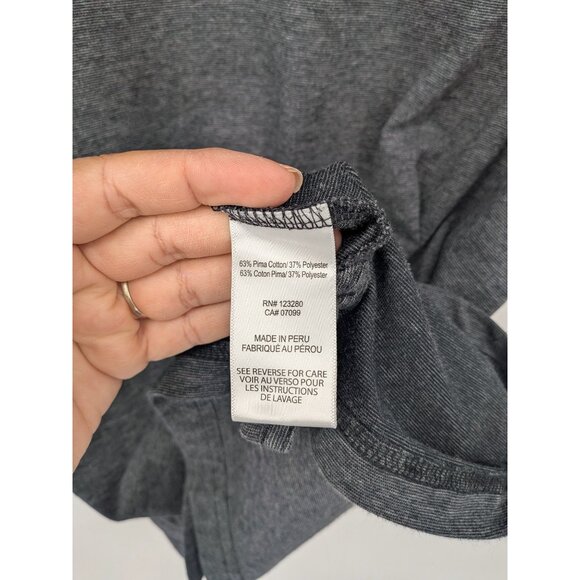 63% Pima Cotton/ 37% Polyester
63% Coton Pima/ 37% Polyester
RN# 123280
CA# 07099
MADE IN PERU
FABRIQUÉ AU PÉROU
SEE REVERSE FOR CARE
VOIR AU VERSO POUR
LES INSTRUCTIONS
DE LAVAGE